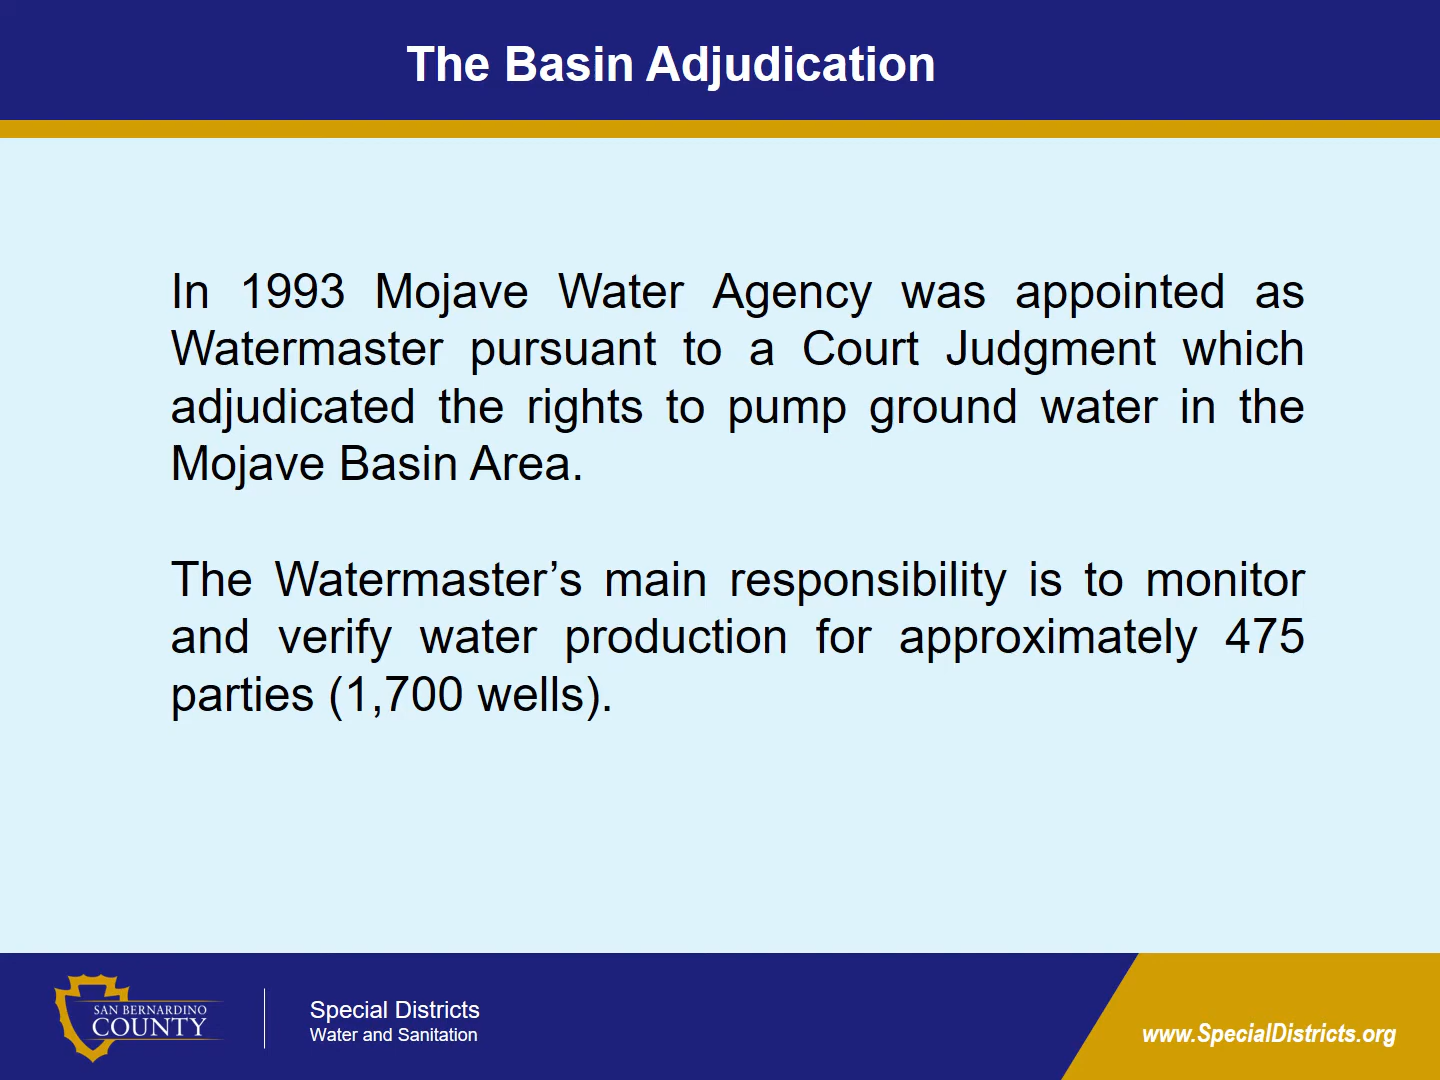 The Basin Adjudication
In 1993 Mojave Water Agency was appointed as
Watermaster pursuant to a Court Judgment which
adjudicated the rights to pump ground water in the
Mojave Basin Area.
The Watermaster’s main responsibility is to monitor
and verify water production for approximately 475
parties (1,700 wells).
SAN BERNARDINO
COUNTY
Special Districts
Water and Sanitation
www.SpecialDistricts.org